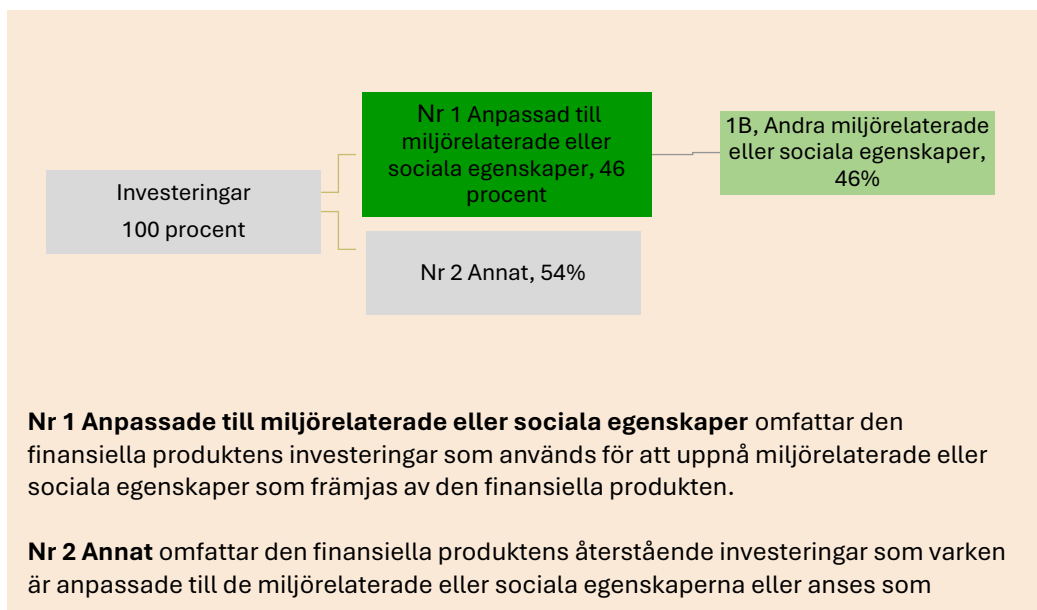 Nr 1 Anpassad till
miljörelaterade eller
sociala egenskaper, 46
procent
1B, Andra miljörelaterade
eller sociala egenskaper,
46%
Investeringar
100 procent
Nr 2 Annat, 54%
Nr 1 Anpassade till miljörelaterade eller sociala egenskaper omfattar den
finansiella produktens investeringar som används för att uppnå miljörelaterade eller
sociala egenskaper som främjas av den finansiella produkten.
Nr 2 Annat omfattar den finansiella produktens återstående investeringar som varken
är anpassade till de miljörelaterade eller sociala egenskaperna eller anses som